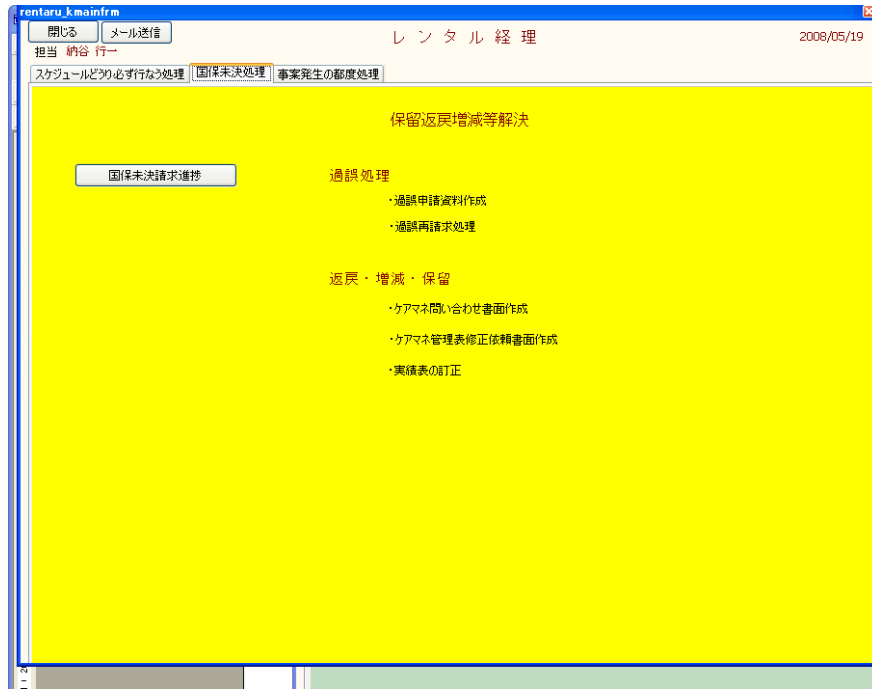 rentaru_kmainfrm
閉じる メール送信
レンタル経理
2008/05/19
担当 納谷 行一
スケジュールどうり必ず行なう処理 国保未決処理 事案発生の都度処理
保留返戻増減等解決
国保未決請求進捗
過誤処理
・過誤申請資料作成
・過誤再請求処理
返戻・増減・保留
・ケアマネ問い合わせ書面作成
・ケアマネ管理表修正依頼書面作成
・実績表の訂正